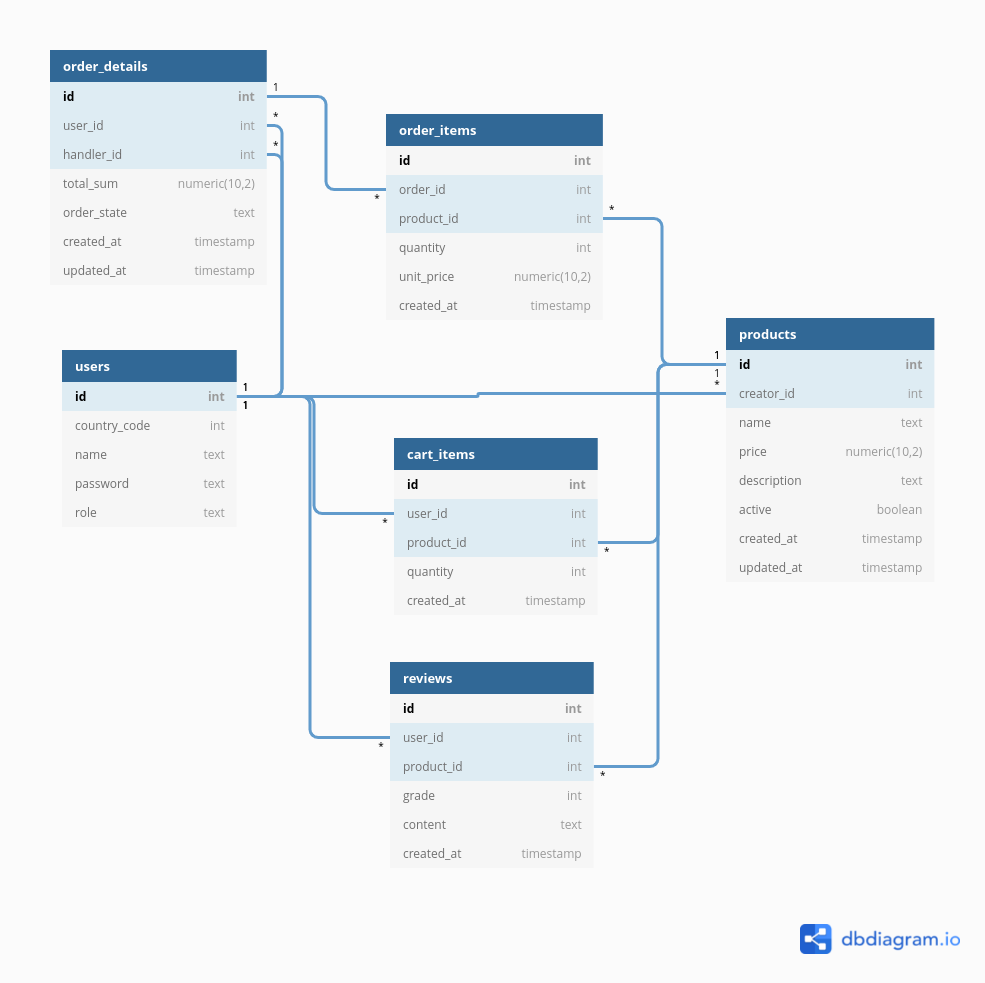 order_details
id int
user_id int
handler_id int
total_sum numeric(10,2)
order_state text
created_at timestamp
updated_at timestamp
1
*
*
order_items
id int
order_id int
product_id int
quantity int
unit_price numeric(10,2)
created_at timestamp
*
*
users
id int
country_code int
name text
password text
role text
1
1
products
id int
creator_id int
name text
price numeric(10,2)
description text
active boolean
created_at timestamp
updated_at timestamp
1
1
*
cart_items
id int
user_id int
product_id int
quantity int
created_at timestamp
*
*
reviews
id int
user_id int
product_id int
grade int
content text
created_at timestamp
*
*
dbdiagram.io